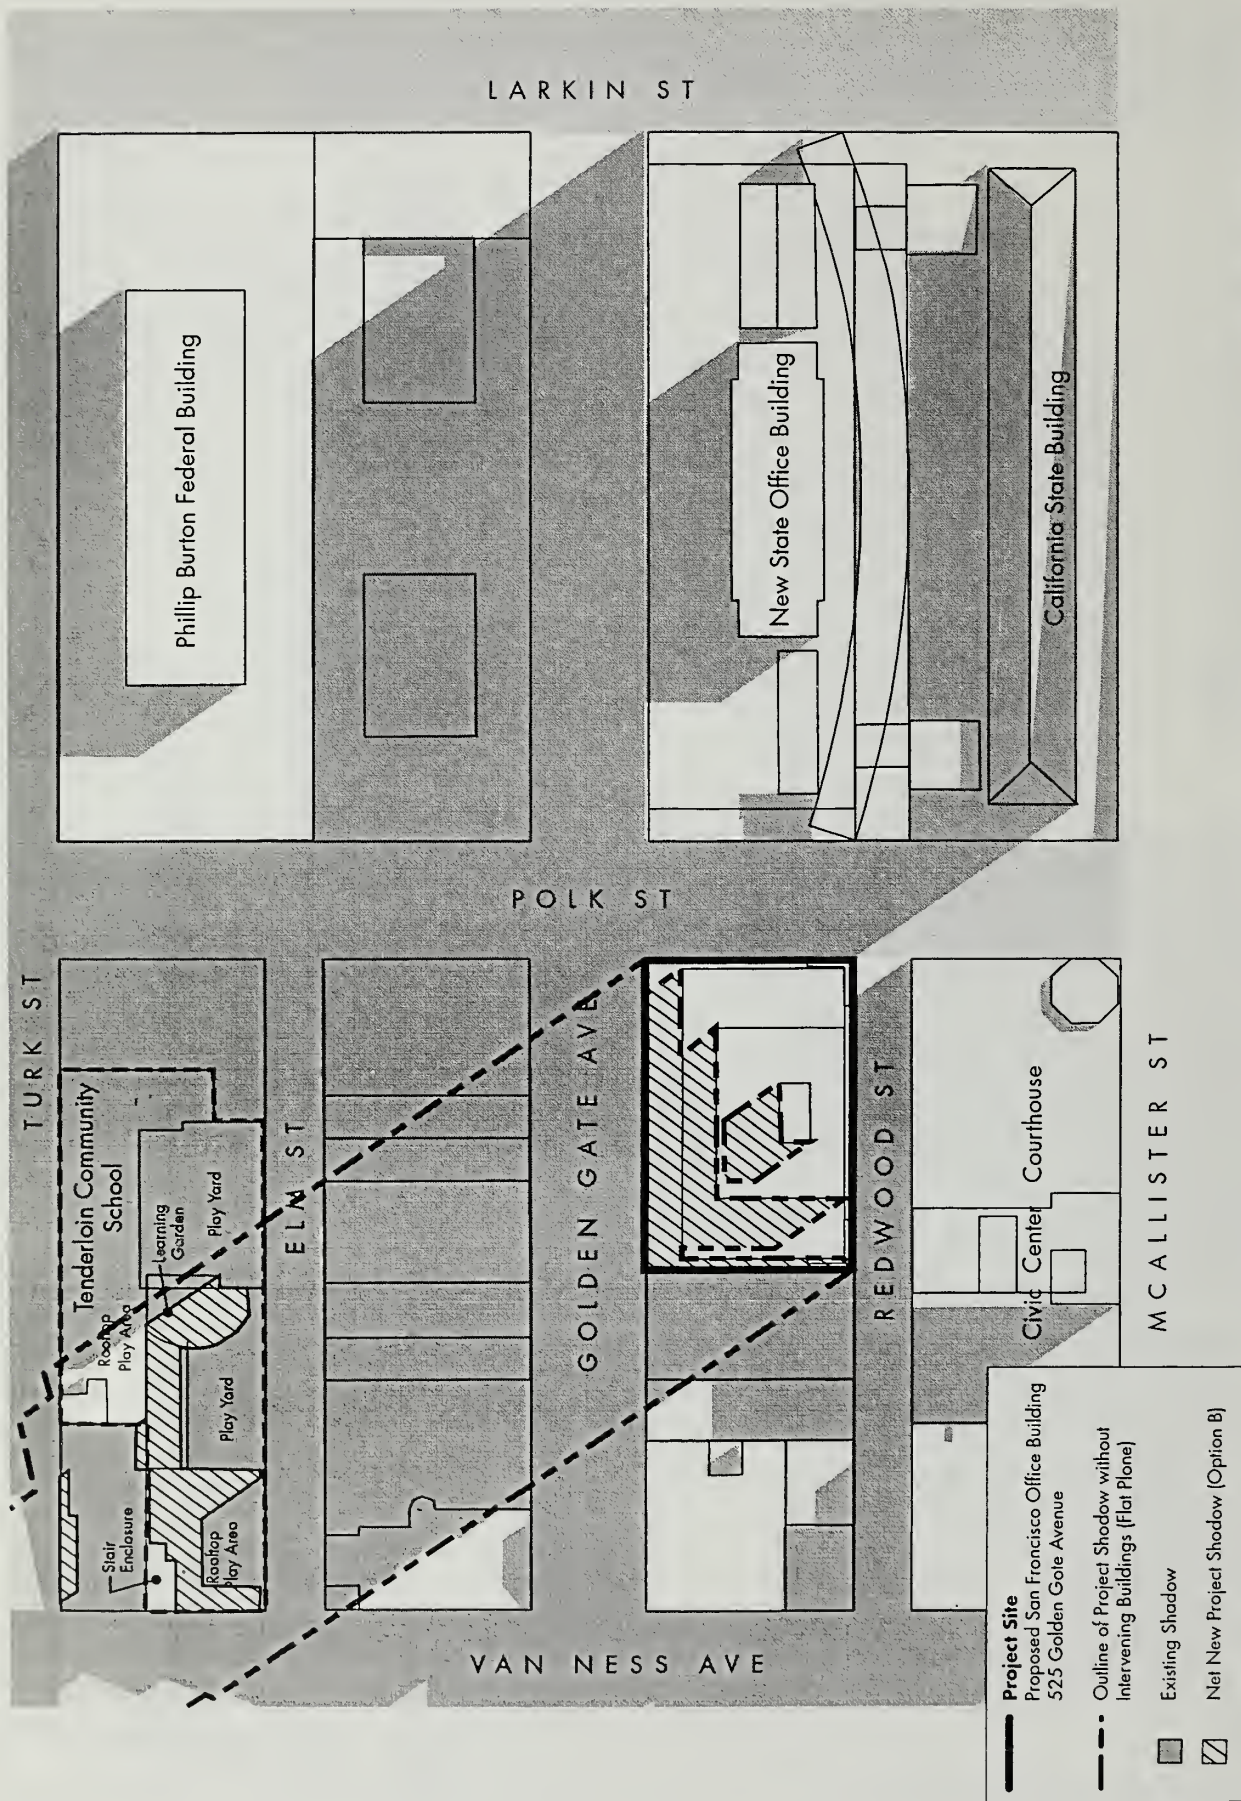 LARKIN ST
Phillip Burton Federal Building
New State Office Building
California State Building
POLK ST
TURK ST
Tenderloin Community
School
Learning
Garden
Play Yard
Rooftop
Play Area
Play Yard
Stair
Enclosure
Rooftop
Play Area
ELM ST
GOLDEN GATE AVE
REDWOOD ST
Civic Center Courthouse
MCALLISTER ST
VAN NESS AVE
Project Site
Proposed San Francisco Office Building
525 Golden Gate Avenue
Outline of Project Shadow without
Intervening Buildings (Flat Plane)
Existing Shadow
Net New Project Shadow (Option B)